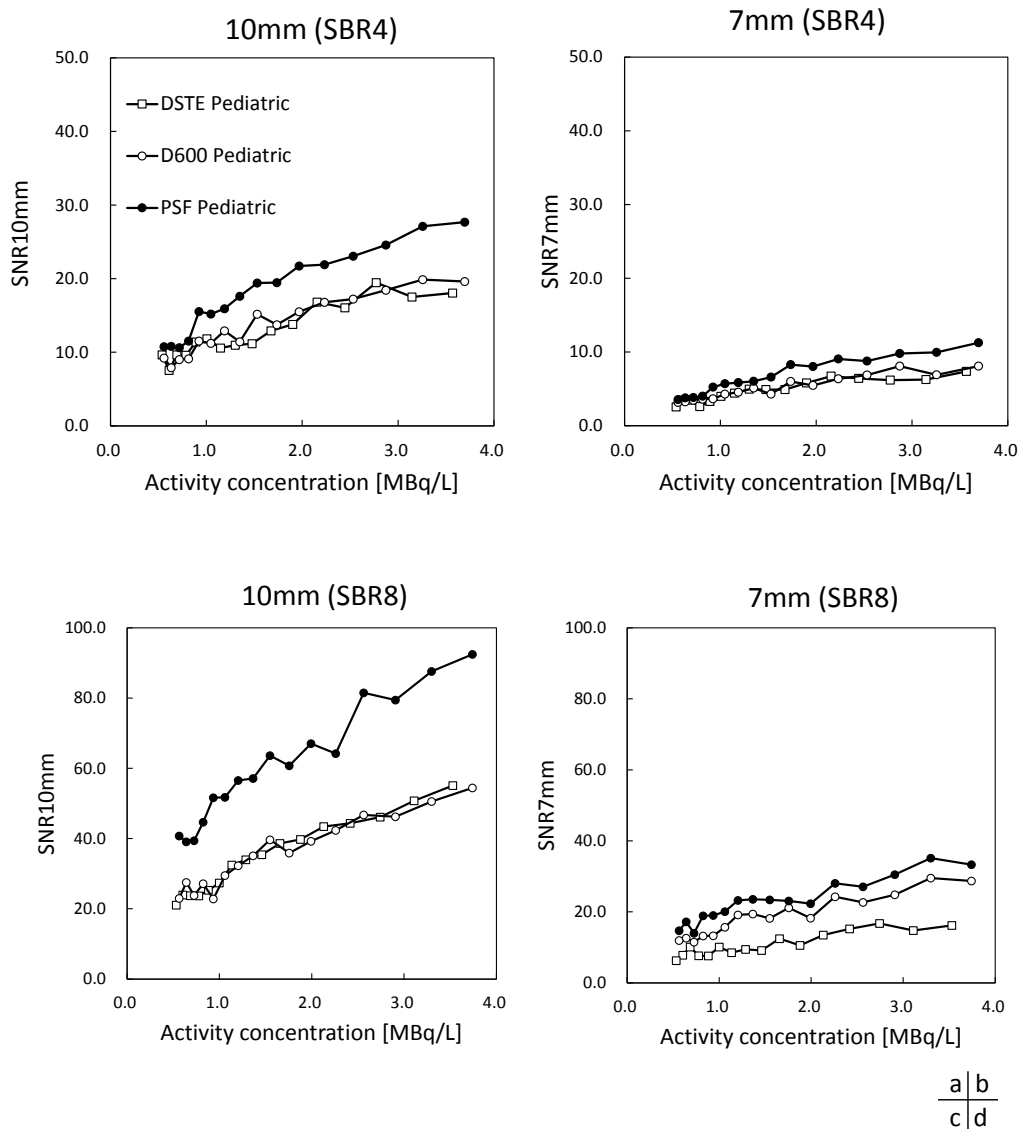 10mm (SBR4)
50.0
40.0
30.0
20.0
10.0
0.0
SNR10mm
DSTE Pediatric
D600 Pediatric
PSF Pediatric
0.0 1.0 2.0 3.0 4.0
Activity concentration [MBq/L]
7mm (SBR4)
50.0
40.0
30.0
20.0
10.0
0.0
SNR7mm
0.0 1.0 2.0 3.0 4.0
Activity concentration [MBq/L]
10mm (SBR8)
100.0
80.0
60.0
40.0
20.0
0.0
SNR10mm
0.0 1.0 2.0 3.0 4.0
Activity concentration [MBq/L]
7mm (SBR8)
100.0
80.0
60.0
40.0
20.0
0.0
SNR7mm
0.0 1.0 2.0 3.0 4.0
Activity concentration [MBq/L]
a b
c d